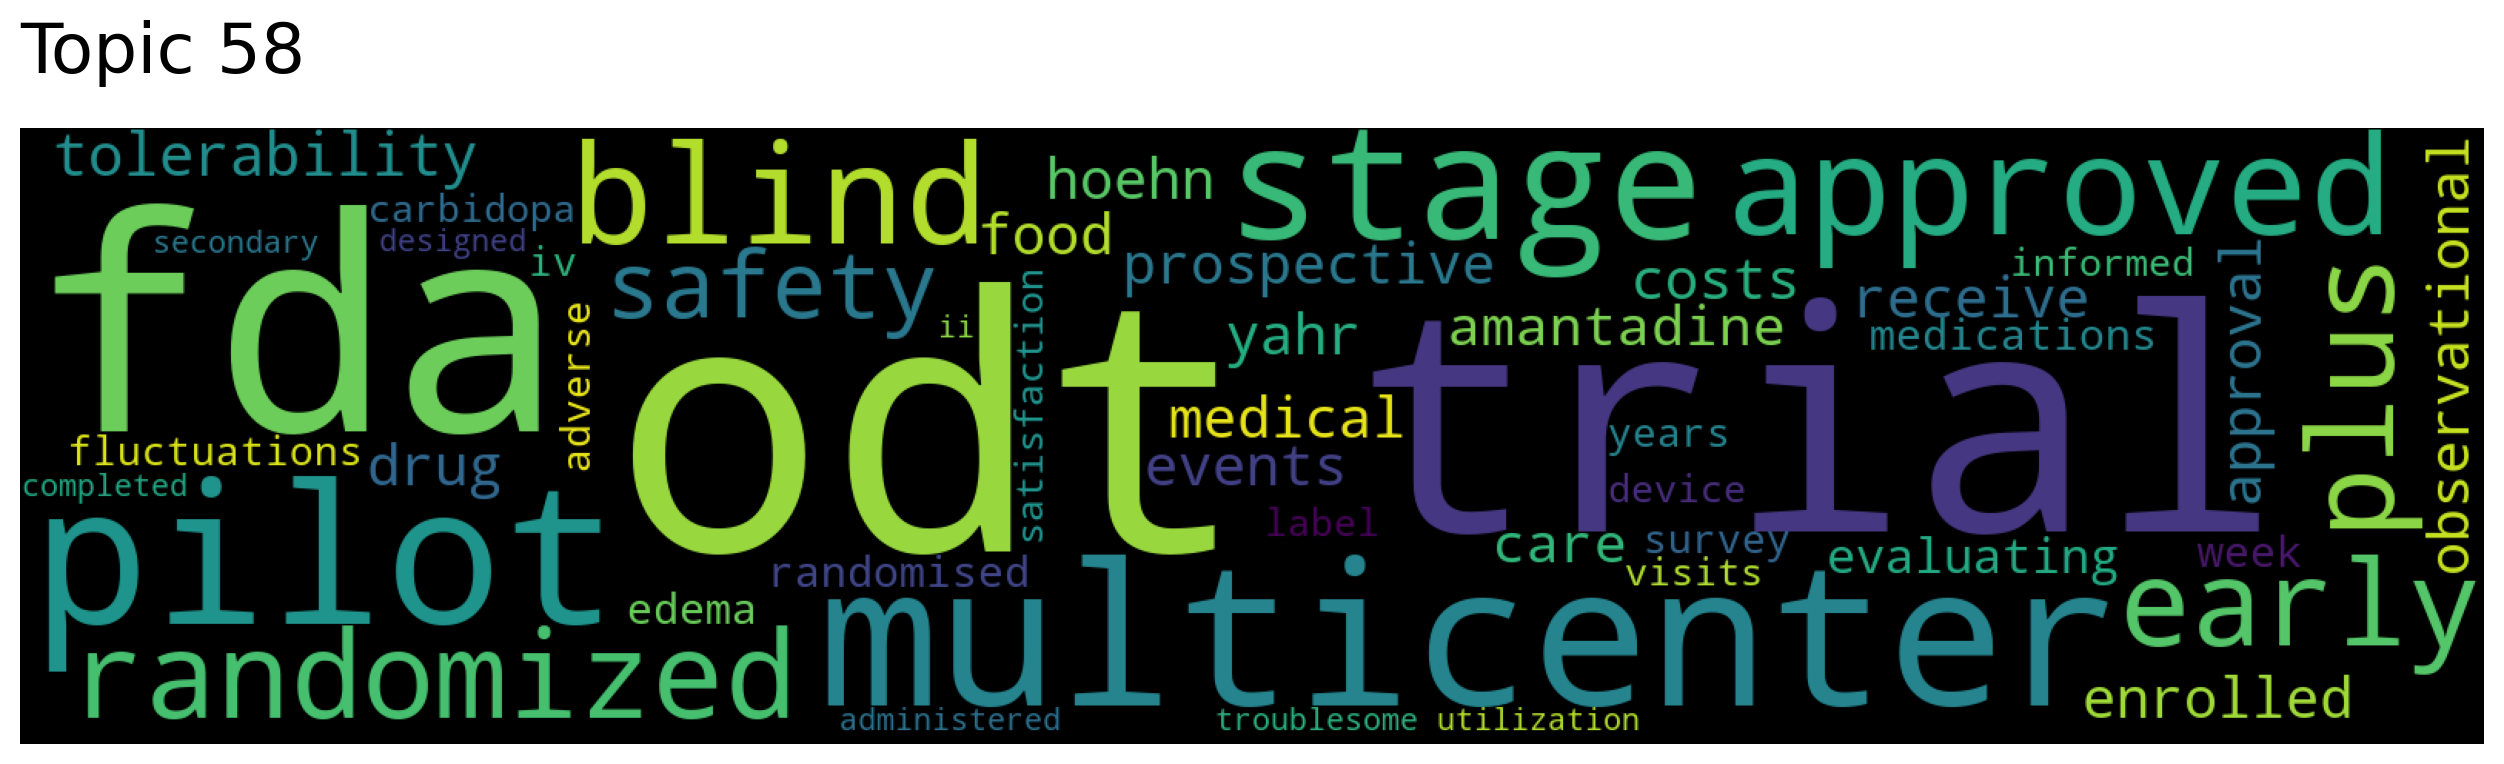 Topic 58
tolerability
blind
hoehn
stage
approved
observational
carbidopa
food
secondary
designed
iv
fda
safety
prospective
costs
informed
receive
approval
plus
adverse
ii
satisfaction
yahr
amantadine
medications
odt
trial
medical
fluctuations
drug
events
years
completed
device
label
pilot
care
survey
evaluating
week
randomised
visits
early
edema
multicenter
randomized
enrolled
administered
troublesome
utilization